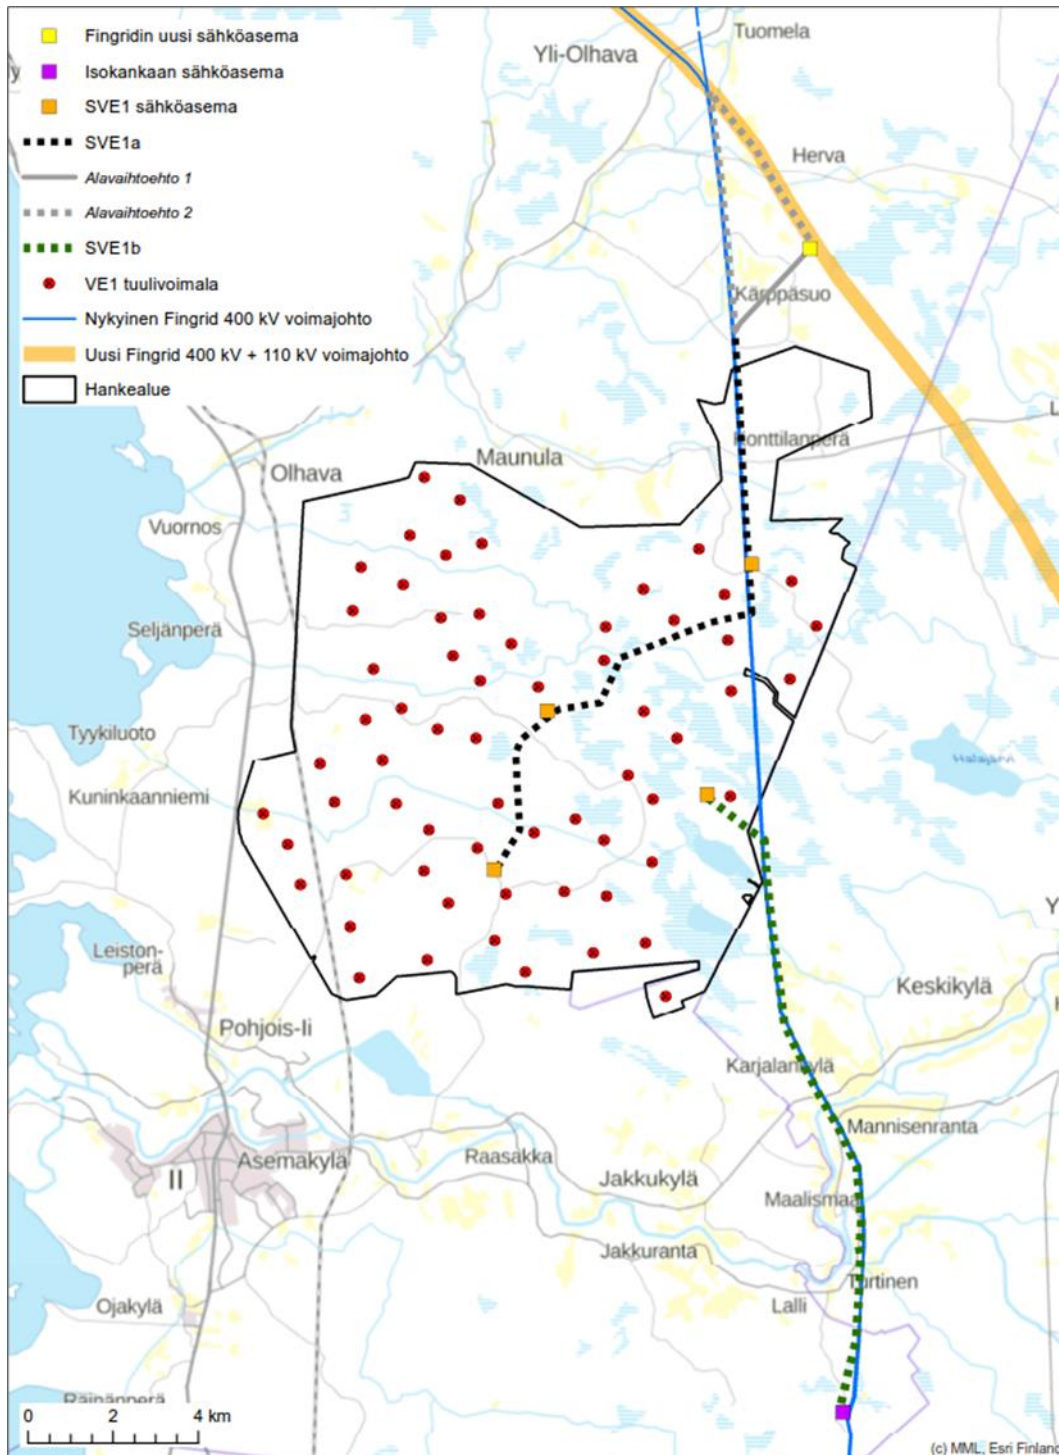 Fingridin uusi sähköasema
Isokankaan sähköasema
SVE1 sähköasema
SVE1a
Alavaihtoehto 1
Alavaihtoehto 2
SVE1b
VE1 tuulivoimala
Nykyinen Fingrid 400 kV voimajohto
Uusi Fingrid 400 kV + 110 kV voimajohto
Hankealue
Tuomela
Yli-Olhava
Herva
Kärppäsuo
Konttilanperä
Maunula
Olhava
Vuornos
Seljänperä
Tyykiluoto
Halajärvi
Kuninkaanniemi
Leiston-
perä
Keskikylä
Pohjois-Ii
Karjalankylä
Mannisenranta
Asemakylä
Raasakka
II
Jakkukylä
Maalismaa
Jakkuranta
Turtinen
Ojakylä
Lalli
Räinänperä
0 2 4 km
(c) MML, Esri Finland